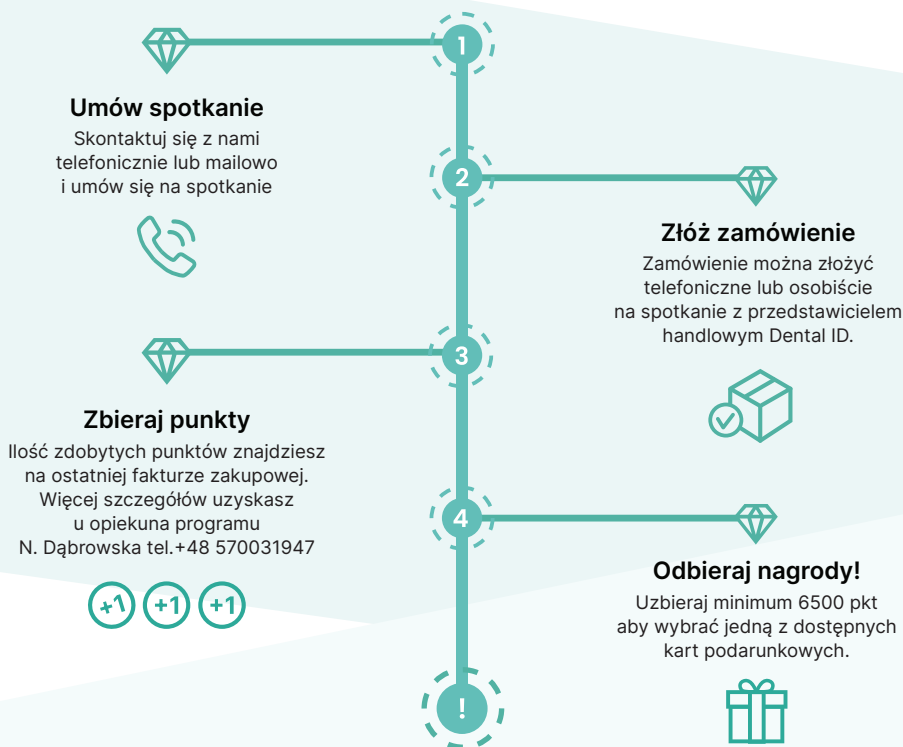 1
Umów spotkanie
Skontaktuj się z nami
telefonicznie lub mailowo
i umów się na spotkanie
2
Złóż zamówienie
Zamówienie można złożyć
telefoniczne lub osobiście
na spotkanie z przedstawicielem
handlowym Dental ID.
3
Zbieraj punkty
Ilość zdobytych punktów znajdziesz
na ostatniej fakturze zakupowej.
Więcej szczegółów uzyskasz
u opiekuna programu
N. Dąbrowska tel.+48 570031947
+1 +1 +1
4
Odbieraj nagrody!
Uzbieraj minimum 6500 pkt
aby wybrać jedną z dostępnych
kart podarunkowych.
!